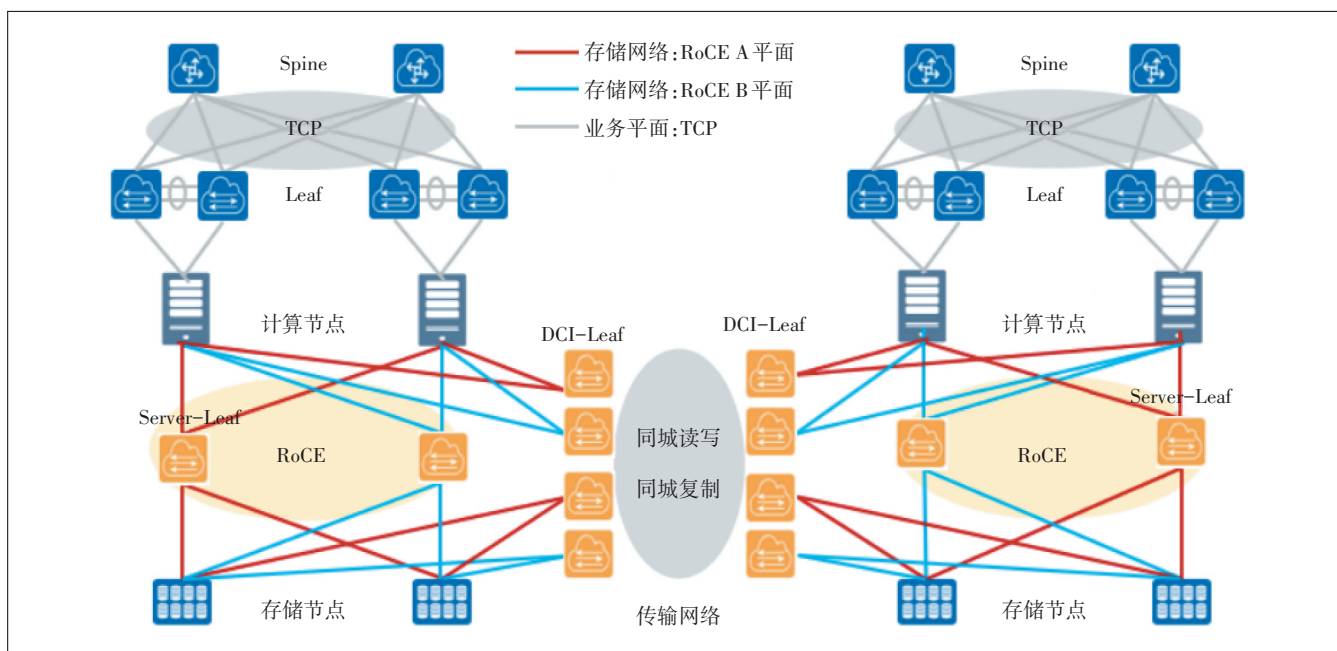 Spine
存储网络:RoCE A平面
Spine
存储网络:RoCE B平面
TCP
业务平面:TCP
TCP
Leaf
Leaf
计算节点
DCI-Leaf
DCI-Leaf
计算节点
Server-Leaf
Server-Leaf
同城读写
RoCE
RoCE
同城复制
存储节点
传输网络
存储节点